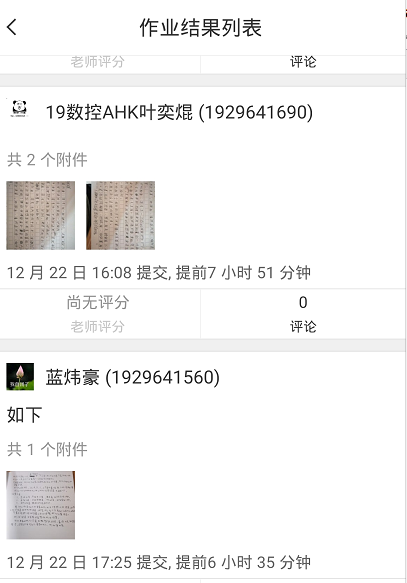 作业结果列表
老师评分
评论
19数控AHK叶奕焜 (1929641690)
共 2 个附件
12 月 22 日 16:08 提交, 提前7 小时 51 分钟
尚无评分
0
老师评分
评论
蓝炜豪 (1929641560)
如下
共 1 个附件
12 月 22 日 17:25 提交, 提前6 小时 35 分钟